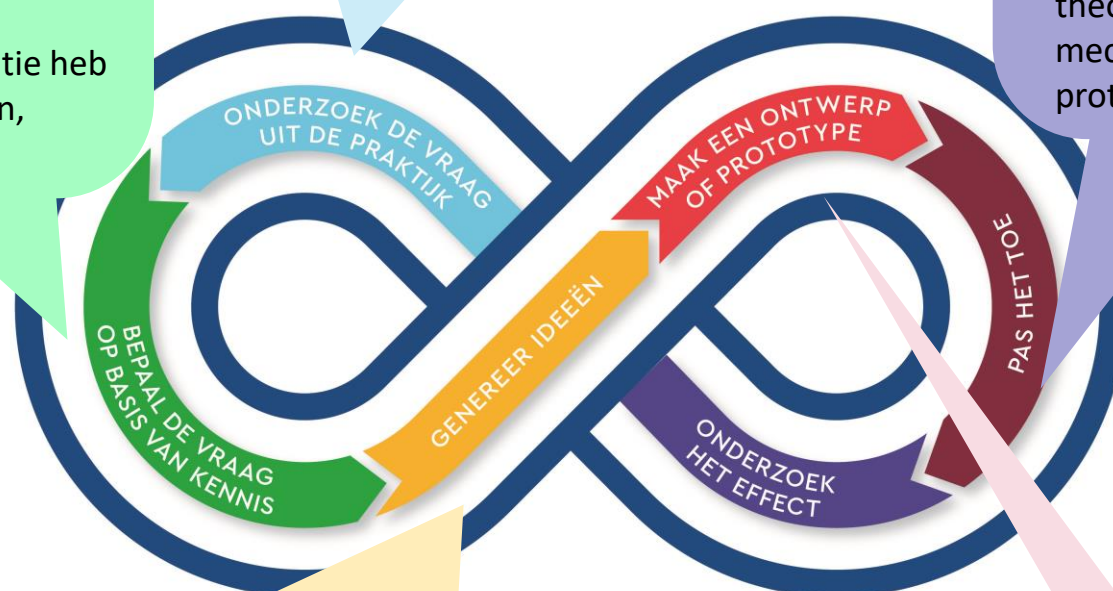 tie heb
n,
ONDERZOEK DE VRAAG
UIT DE PRAKTIJK
BEPAAL DE VRAAG
OP BASIS VAN KENNIS
GENEREER IDEEËN
MAAK EEN ONTWERP
OF PROTOTYPE
PAS HET TOE
ONDERZOEK
HET EFFECT
med
prot